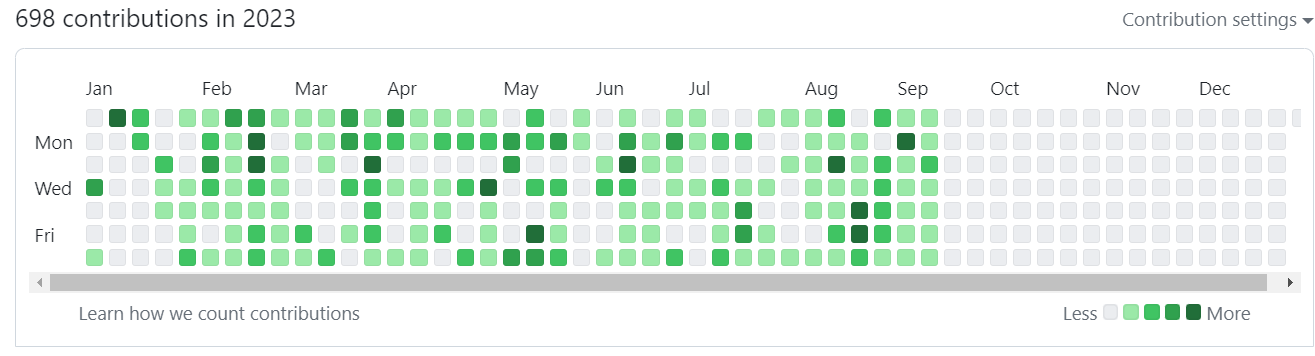 698 contributions in 2023
Contribution settings
Jan Feb Mar Apr May Jun Jul Aug Sep Oct Nov Dec
Mon
Wed
Fri
Learn how we count contributions
Less More